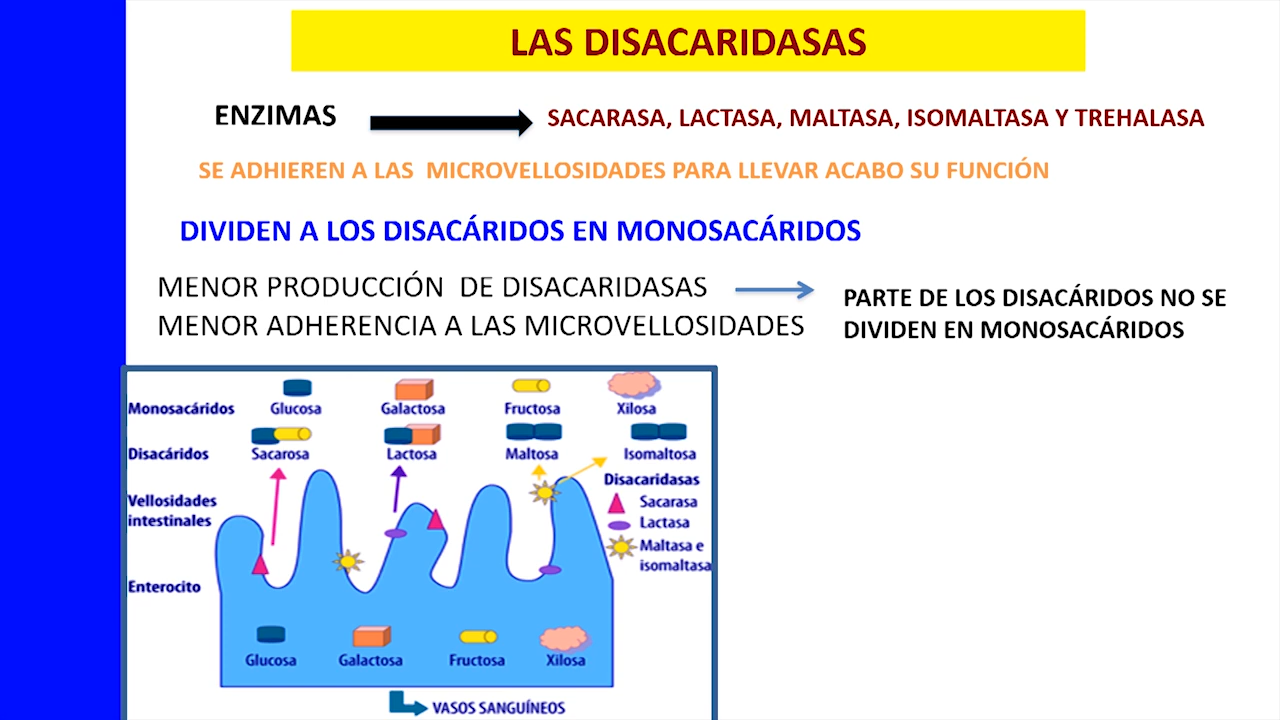 LAS DISACARIDASAS
ENZIMAS
SACARASA, LACTASA, MALTASA, ISOMALTASA Y TREHALASA
SE ADHIEREN A LAS MICROVELLOSIDADES PARA LLEVAR ACABO SU FUNCIÓN
DIVIDEN A LOS DISACÁRIDOS EN MONOSACÁRIDOS
MENOR PRODUCCIÓN DE DISACARIDASAS
MENOR ADHERENCIA A LAS MICROVELLOSIDADES
PARTE DE LOS DISACÁRIDOS NO SE
DIVIDEN EN MONOSACÁRIDOS
Monosacáridos Glucosa Galactosa Fructosa Xilosa
Disacáridos Sacarosa Lactosa Maltosa Isomaltosa
Vellosidades
intestinales
Disacaridasas
Sacarasa
Lactasa
Maltasa e
isomaltasa
Enterocito
Glucosa Galactosa Fructosa Xilosa
VASOS SANGUÍNEOS